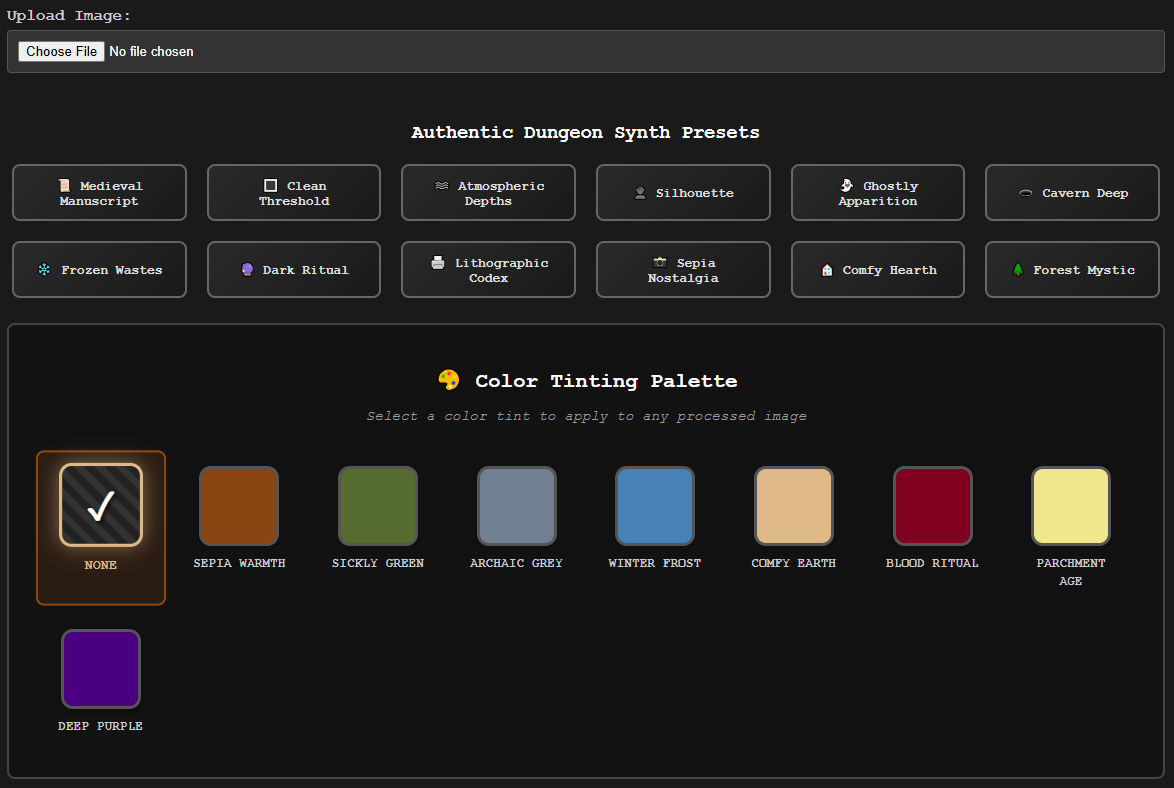 Upload Image:
Choose File No file chosen
Authentic Dungeon Synth Presets
📜 Medieval
Manuscript
🔲 Clean
Threshold
🌫️ Atmospheric
Depths
👤 Silhouette
👻 Ghostly
Apparition
🕳️ Cavern Deep
❄️ Frozen Wastes
🔮 Dark Ritual
🖨️ Lithographic
Codex
📸 Sepia
Nostalgia
🏠 Comfy Hearth
🌲 Forest Mystic
🎨 Color Tinting Palette
Select a color tint to apply to any processed image
✓
NONE
SEPIA WARMTH
SICKLY GREEN
ARCHAIC GREY
WINTER FROST
COMFY EARTH
BLOOD RITUAL
PARCHMENT
AGE
DEEP PURPLE